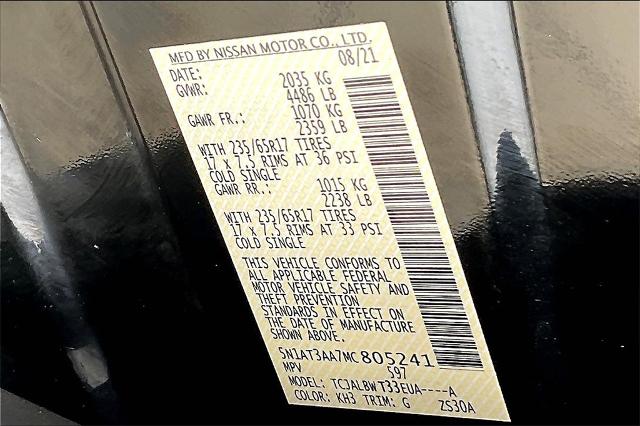 MFD BY NISSAN MOTOR CO., LTD.
DATE: 08/21
GVWR: 2035 KG
4486 LB
GAWR FR.: 1070 KG
2359 LB
WITH 235/65R17 TIRES
17 x 7.5 RIMS AT 36 PSI
COLD SINGLE
GAWR RR.: 1015 KG
2238 LB
WITH 235/65R17 TIRES
17 x 7.5 RIMS AT 33 PSI
COLD SINGLE
THIS VEHICLE CONFORMS TO
ALL APPLICABLE FEDERAL
MOTOR VEHICLE SAFETY AND
THEFT PREVENTION
STANDARDS IN EFFECT ON
THE DATE OF MANUFACTURE
SHOWN ABOVE.
5N1AT3AA7MC805241
MPV 597
MODEL: TCJALBWT33EUA----A
COLOR: KH3 TRIM: G ZS30A